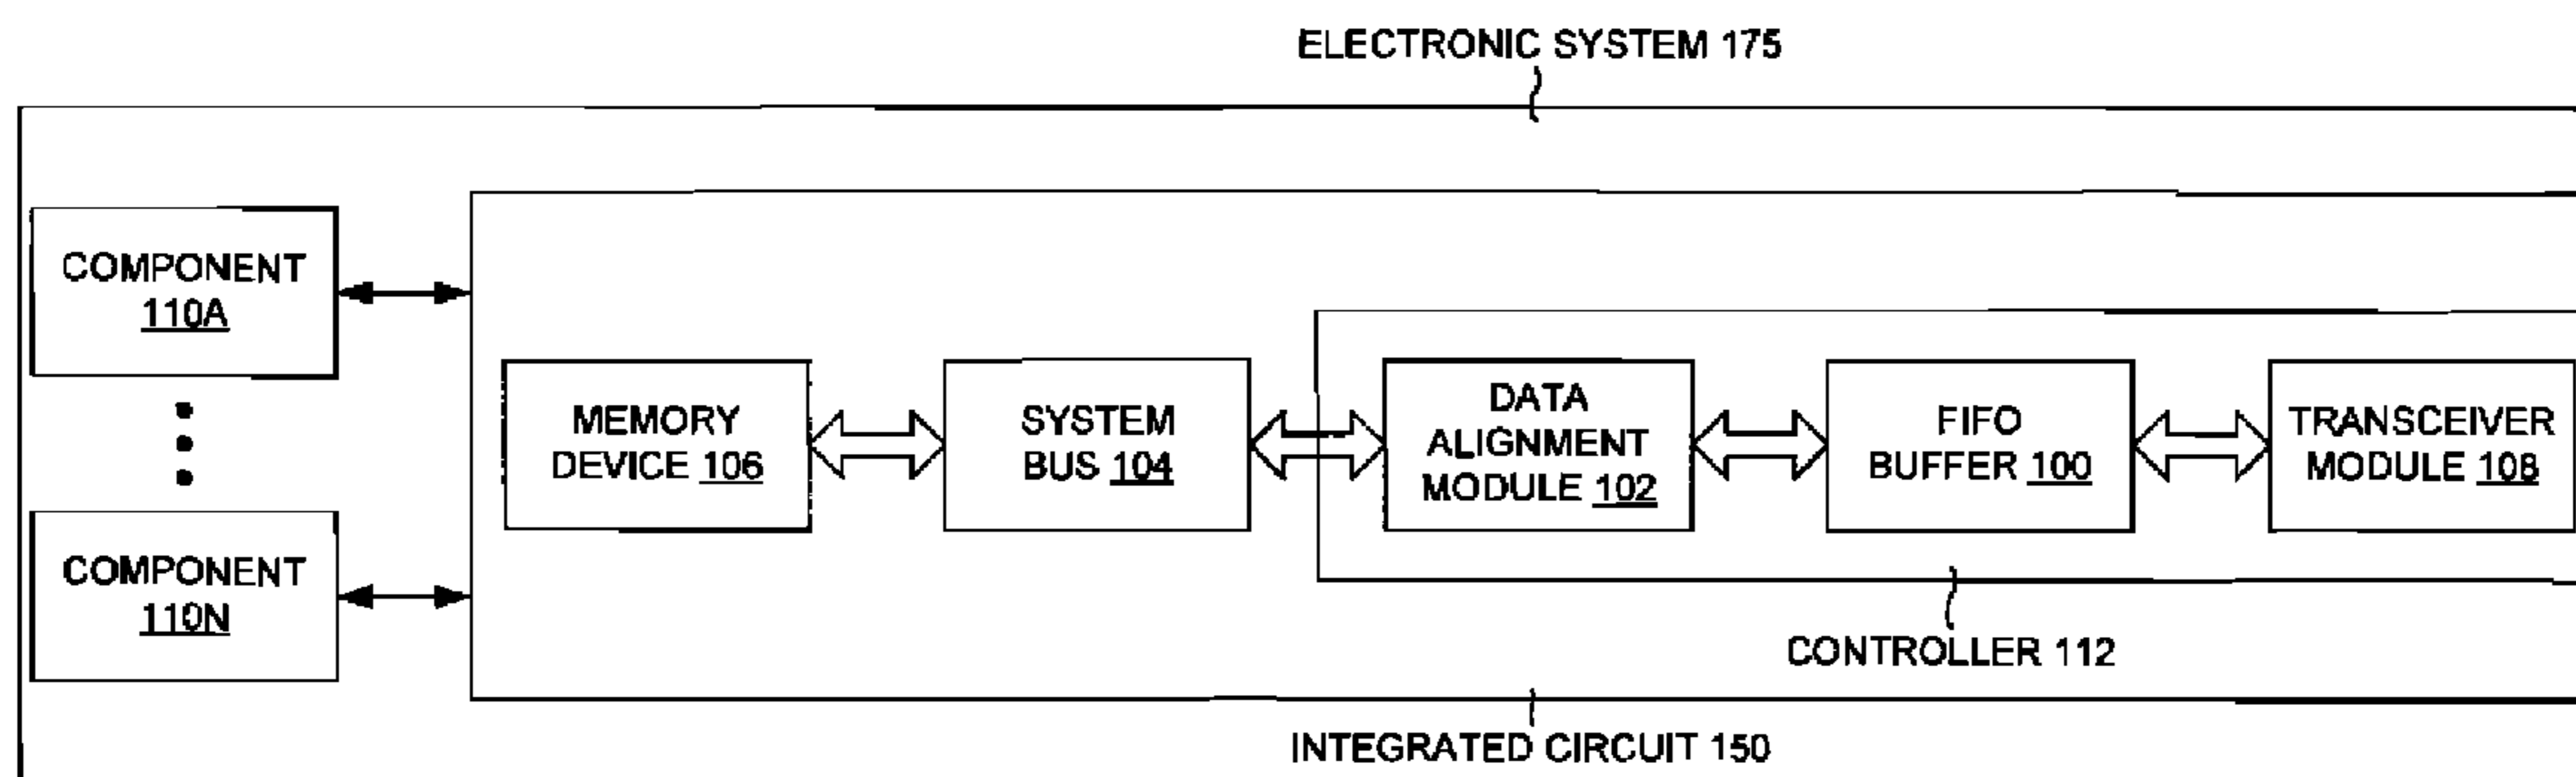 ELECTRONIC SYSTEM 175
COMPONENT
110A
COMPONENT
110N
MEMORY
DEVICE 106
SYSTEM
BUS 104
DATA
ALIGNMENT
MODULE 102
FIFO
BUFFER 100
TRANSCEIVER
MODULE 108
CONTROLLER 112
INTEGRATED CIRCUIT 150